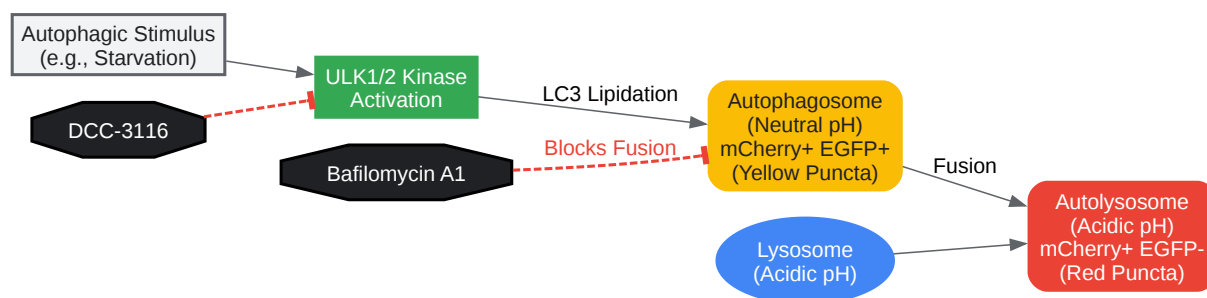 Autophagic Stimulus
(e.g., Starvation)
DCC-3116
ULK1/2 Kinase
Activation
Bafilomycin A1
LC3 Lipidation
Blocks Fusion
Autophagosome
(Neutral pH)
mCherry+ EGFP+
(Yellow Puncta)
Lysosome
(Acidic pH)
Fusion
Autolysosome
(Acidic pH)
mCherry+ EGFP-
(Red Puncta)